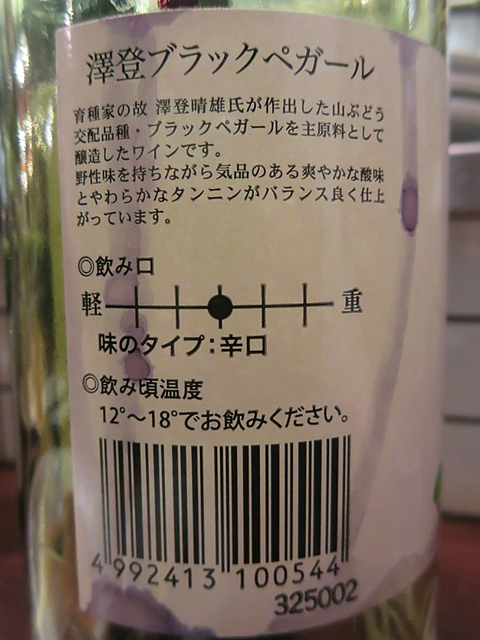 澤登ブラックペガール
育種家の故 澤登晴雄氏が作出した山ぶどう
交配品種・ブラックペガールを主原料として
醸造したワインです。
野性味を持ちながら気品のある爽やかな酸味
とやわらかなタンニンがバランス良く仕上
がっています。
◎飲み口
軽 重
味のタイプ:辛口
◎飲み頃温度
12°〜18°でお飲みください。
4 992413 100544
325002